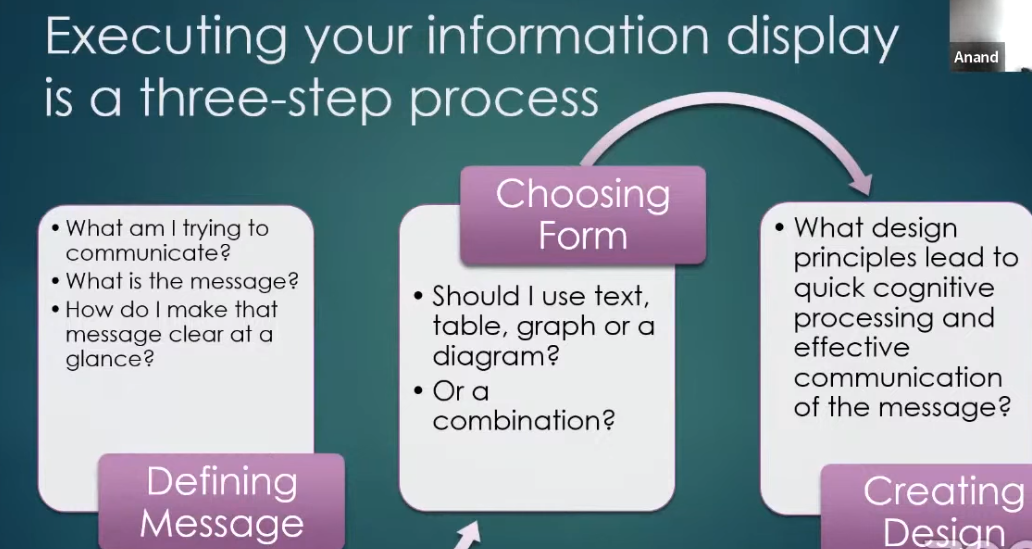 Executing your information display
is a three-step process
Anand
• What am I trying to
communicate?
• What is the message?
• How do I make that
message clear at a
glance?
Defining
Message
Choosing
Form
• Should I use text,
table, graph or a
diagram?
• Or a
combination?
• What design
principles lead to
quick cognitive
processing and
effective
communication
of the message?
Creating
Design